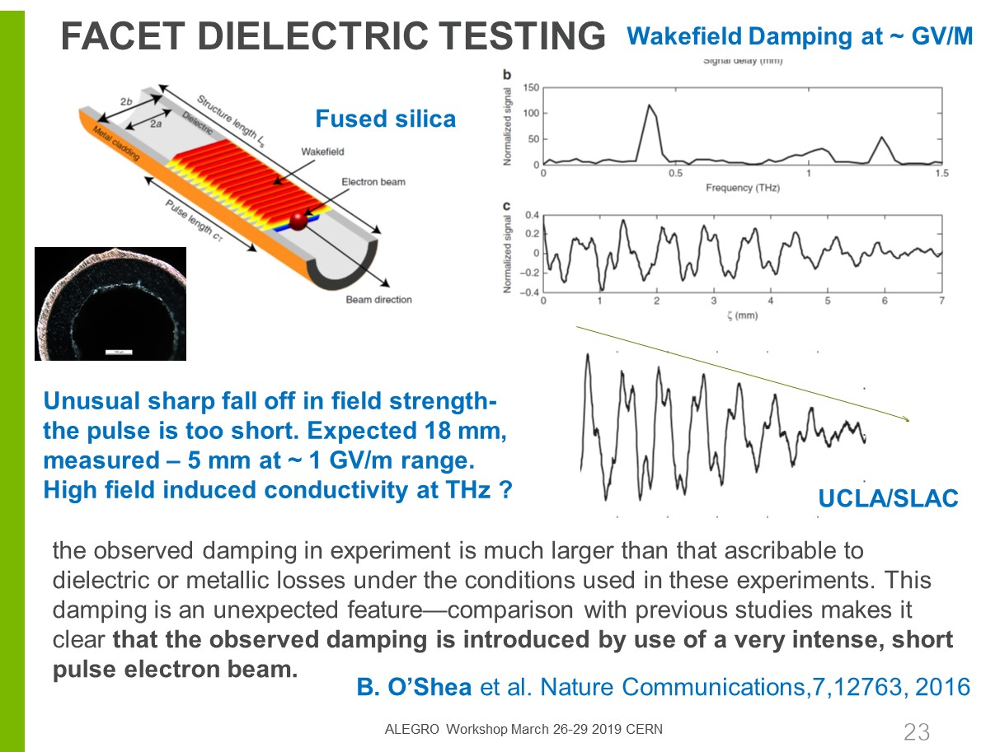 FACET DIELECTRIC TESTING
Wakefield Damping at ~ GV/M
Signal delay (mm)
b
Normalized signal
150
100
50
0
0
0.5
1
1.5
Frequency (THz)
c
Normalized signal
0.4
0.2
0
−0.2
−0.4
0
1
2
3
4
5
6
7
ζ (mm)
Fused silica
2b
2a
Metal cladding
Dielectric
Structure length Ls
Wakefield
Electron beam
Pulse length cτ
Beam direction
Unusual sharp fall off in field strength-
the pulse is too short. Expected 18 mm,
measured – 5 mm at ~ 1 GV/m range.
High field induced conductivity at THz ?
UCLA/SLAC
the observed damping in experiment is much larger than that ascribable to
dielectric or metallic losses under the conditions used in these experiments. This
damping is an unexpected feature—comparison with previous studies makes it
clear that the observed damping is introduced by use of a very intense, short
pulse electron beam.
B. O’Shea et al. Nature Communications,7,12763, 2016
ALEGRO Workshop March 26-29 2019 CERN
23